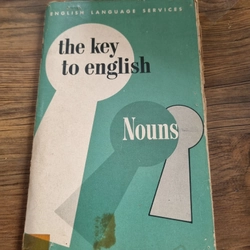 ENGLISH LANGUAGE SERVICES
the key
to english
Nouns